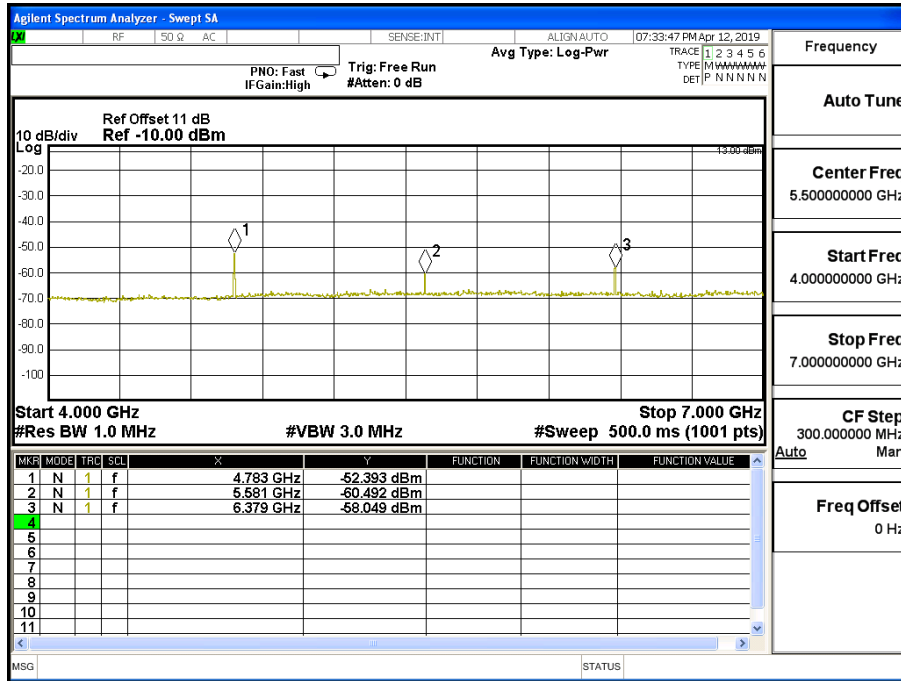 Agilent Spectrum Analyzer - Swept SA
LXI RF 50 Ω AC SENSE:INT ALIGN AUTO 07:33:47 PM Apr 12, 2019
Avg Type: Log-Pwr TRACE 1 2 3 4 5 6
PNO: Fast Trig: Free Run TYPE M WWWWW
IFGain:High #Atten: 0 dB DET P N N N N N
Frequency
Auto Tune
Center Freq
5.500000000 GHz
Start Freq
4.000000000 GHz
Stop Freq
7.000000000 GHz
CF Step
300.000000 MHz
Auto Man
Freq Offset
0 Hz
Ref Offset 11 dB
10 dB/div Ref -10.00 dBm
Log
-13.00 dBm
-20.0
-30.0
-40.0
-50.0
-60.0
-70.0
-80.0
-90.0
-100
1
2
3
Start 4.000 GHz Stop 7.000 GHz
#Res BW 1.0 MHz #VBW 3.0 MHz #Sweep 500.0 ms (1001 pts)
MKR MODE TRC SCL X Y FUNCTION FUNCTION WIDTH FUNCTION VALUE
1 N 1 f 4.783 GHz -52.393 dBm
2 N 1 f 5.581 GHz -60.492 dBm
3 N 1 f 6.379 GHz -58.049 dBm
4
5
6
7
8
9
10
11
MSG STATUS